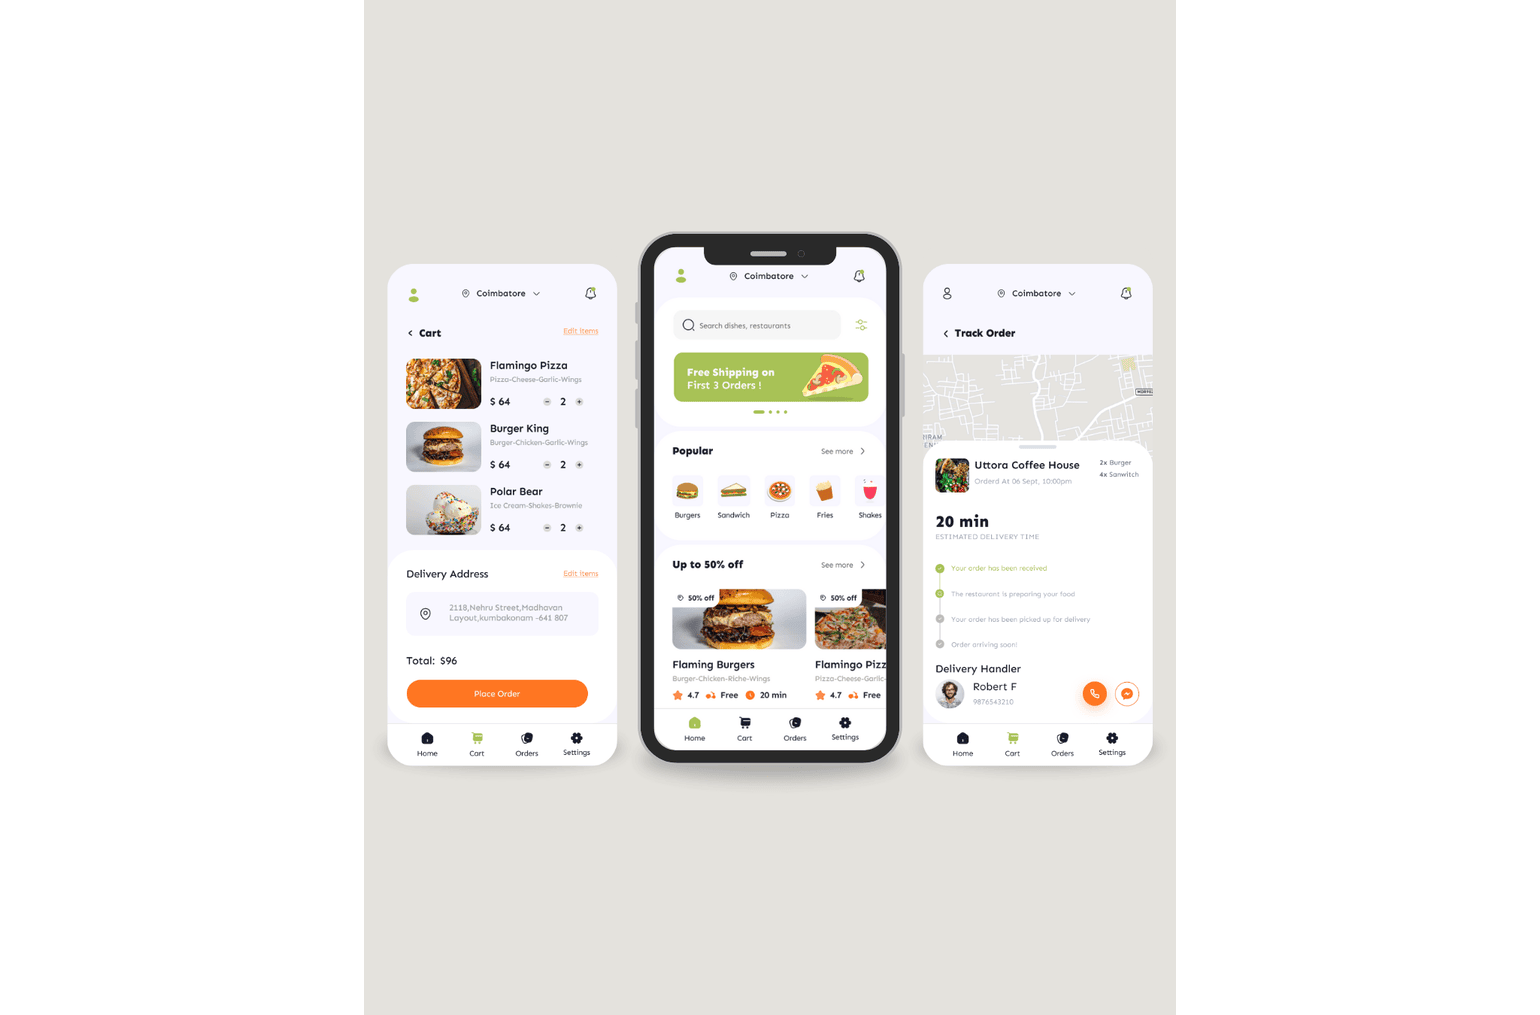 Coimbatore
Cart
Edit Items
Flamingo Pizza
Pizza-Cheese-Garlic-Wings
$ 64
2
Burger King
Burger-Chicken-Garlic-Wings
$ 64
2
Polar Bear
Ice Cream-Shakes-Brownie
$ 64
2
Delivery Address
Edit Items
2118,Nehru Street,Madhavan
Layout,kumbakonam -641 807
Total: $96
Place Order
Home
Cart
Orders
Settings
Coimbatore
Search dishes, restaurants
Free Shipping on
First 3 Orders !
Popular
See more
Burgers
Sandwich
Pizza
Fries
Shakes
Up to 50% off
See more
50% off
50% off
Flaming Burgers
Flamingo Pizz
Burger-Chicken-Riche-Wings
Pizza-Cheese-Garlic-
4.7
Free
20 min
4.7
Free
Home
Cart
Orders
Settings
Coimbatore
Track Order
Uttora Coffee House
2x Burger
4x Sanwitch
Orderd At 06 Sept, 10:00pm
20 min
ESTIMATED DELIVERY TIME
Your order has been received
The restaurant is preparing your food
Your order has been picked up for delivery
Order arriving soon!
Delivery Handler
Robert F
9876543210
Home
Cart
Orders
Settings